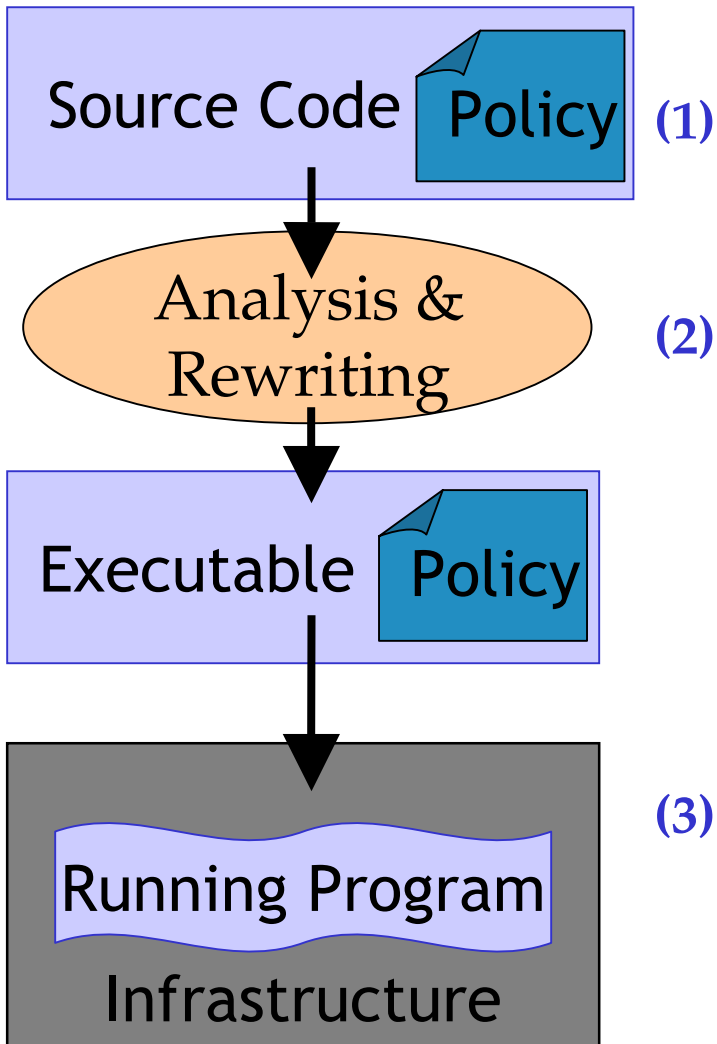 Source Code
Policy
(1)
Analysis &
Rewriting
(2)
Executable
Policy
(3)
Running Program
Infrastructure